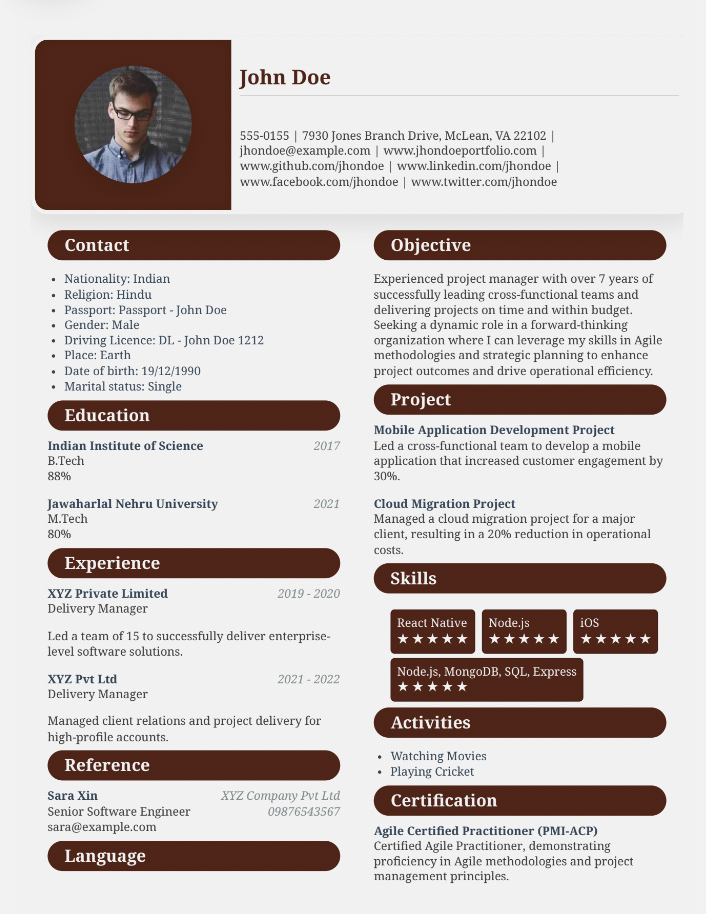 John Doe
555-0155 | 7930 Jones Branch Drive, McLean, VA 22102 |
jhondoe@example.com | www.jhondoeportfolio.com |
www.github.com/jhondoe | www.linkedin.com/jhondoe |
www.facebook.com/jhondoe | www.twitter.com/jhondoe
Contact
• Nationality: Indian
• Religion: Hindu
• Passport: Passport - John Doe
• Gender: Male
• Driving Licence: DL - John Doe 1212
• Place: Earth
• Date of birth: 19/12/1990
• Marital status: Single
Education
Indian Institute of Science 2017
B.Tech
88%
Jawaharlal Nehru University 2021
M.Tech
80%
Experience
XYZ Private Limited 2019 - 2020
Delivery Manager
Led a team of 15 to successfully deliver enterprise-
level software solutions.
XYZ Pvt Ltd 2021 - 2022
Delivery Manager
Managed client relations and project delivery for
high-profile accounts.
Reference
Sara Xin XYZ Company Pvt Ltd
Senior Software Engineer 09876543567
sara@example.com
Language
Objective
Experienced project manager with over 7 years of
successfully leading cross-functional teams and
delivering projects on time and within budget.
Seeking a dynamic role in a forward-thinking
organization where I can leverage my skills in Agile
methodologies and strategic planning to enhance
project outcomes and drive operational efficiency.
Project
Mobile Application Development Project
Led a cross-functional team to develop a mobile
application that increased customer engagement by
30%.
Cloud Migration Project
Managed a cloud migration project for a major
client, resulting in a 20% reduction in operational
costs.
Skills
React Native Node.js iOS
★★★★★ ★★★★★ ★★★★★
Node.js, MongoDB, SQL, Express
★★★★★
Activities
• Watching Movies
• Playing Cricket
Certification
Agile Certified Practitioner (PMI-ACP)
Certified Agile Practitioner, demonstrating
proficiency in Agile methodologies and project
management principles.